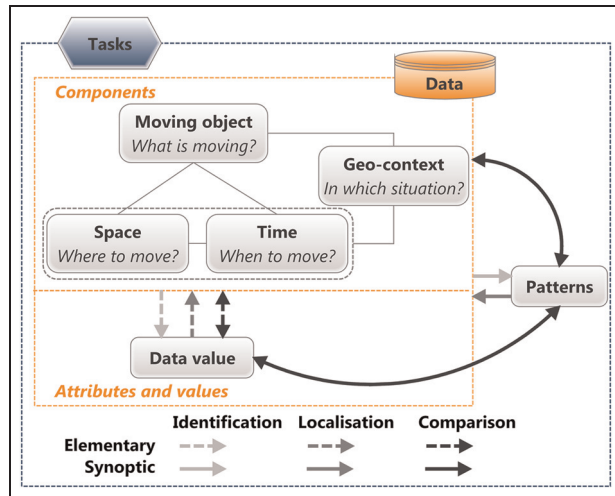 Tasks
Data
Components
Moving object
What is moving?
Geo-context
In which situation?
Space
Where to move?
Time
When to move?
Patterns
Data value
Attributes and values
Identification Localisation Comparison
Elementary
Synoptic